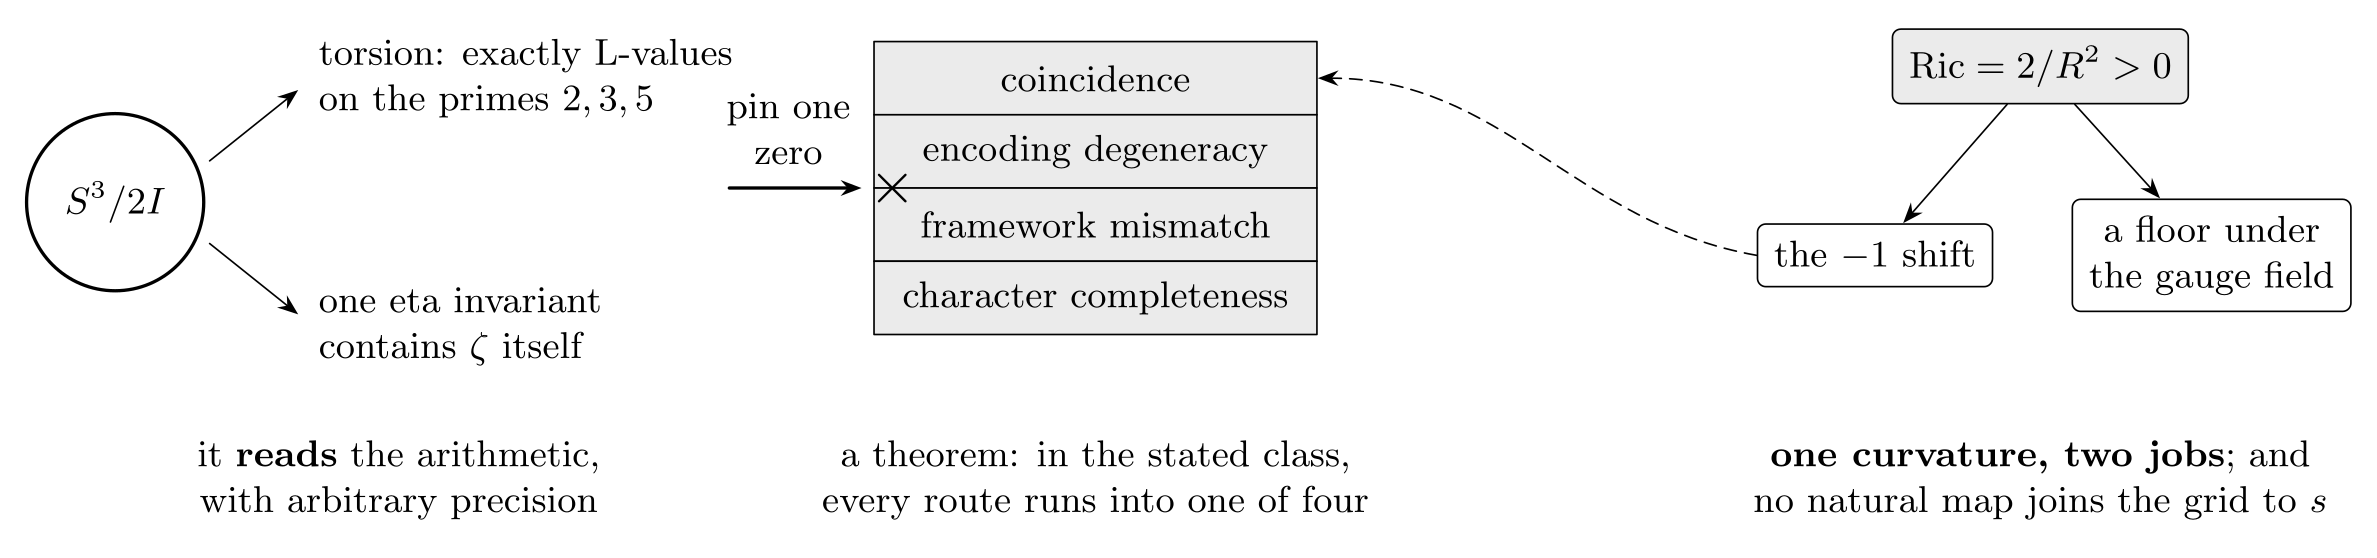 torsion: exactly L-values
on the primes 2, 3, 5
S³/2I
one eta invariant
contains ζ itself
it reads the arithmetic,
with arbitrary precision
pin one
zero
coincidence
encoding degeneracy
framework mismatch
character completeness
a theorem: in the stated class,
every route runs into one of four
Ric = 2/R² > 0
the −1 shift
a floor under
the gauge field
one curvature, two jobs; and
no natural map joins the grid to s